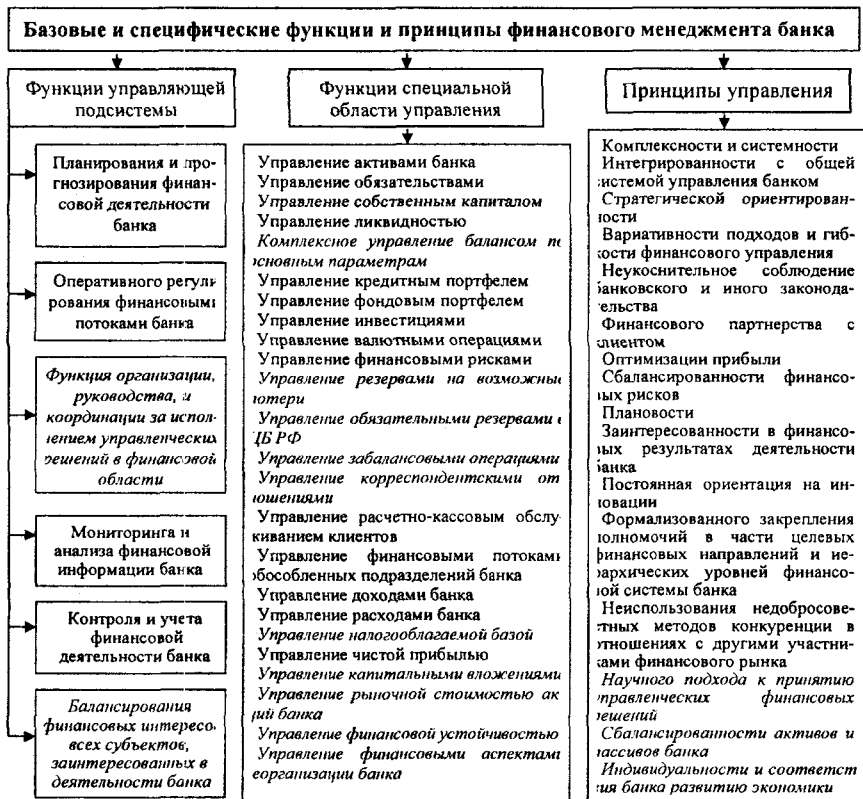 Базовые и специфические функции и принципы финансового менеджмента банка
Функции управляющей
подсистемы
Планирования и про-
гнозирования финан-
совой деятельности
банка
Оперативного регули
рования финансовыми
потоками банка
Функция организации,
руководства, и
координации за испол-
нением управленческих
решений в финансовой
области
Мониторинга и
анализа финансовой
информации банка
Контроля и учета
финансовой
деятельности банка
Балансирования
финансовых интересо
всех субъектов,
заинтересованных в
деятельности банка
Функции специальной
области управления
Управление активами банка
Управление обязательствами
Управление собственным капиталом
Управление ликвидностью
Комплексное управление балансом по
основным параметрам
Управление кредитным портфелем
Управление фондовым портфелем
Управление инвестициями
Управление валютными операциями
Управление финансовыми рисками
Управление резервами на возможные
потери
Управление обязательными резервами в
ЦБ РФ
Управление забалансовыми операциями
Управление корреспондентскими от
ношениями
Управление расчетно-кассовым обслу
живанием клиентов
Управление финансовыми потоками
обособленных подразделений банка
Управление доходами банка
Управление расходами банка
Управление налогооблагаемой базой
Управление чистой прибылью
Управление капитальными вложениями
Управление рыночной стоимостью ак
ций банка
Управление финансовой устойчивостью
Управление финансовыми аспектами
реорганизации банка
Принципы управления
Комплексности и системности
Интегрированности с общей
системой управления банком
Стратегической ориентирован-
ности
Вариативности подходов и гиб-
кости финансового управления
Неукоснительное соблюдение
банковского и иного законода-
тельства
Финансового партнерства с
клиентом
Оптимизации прибыли
Сбалансированности финансо-
вых рисков
Плановости
Заинтересованности в финансо-
вых результатах деятельности
банка
Постоянная ориентация на ин-
новации
Формализованного закрепления
полномочий в части целевых
финансовых направлений и ие-
рархических уровней финансо-
вой системы банка
Неиспользования недобросове-
стных методов конкуренции в
отношениях с другими участни-
ками финансового рынка
Научного подхода к принятию
управленческих финансовых
решений
Сбалансированности активов и
пассивов банка
Индивидуальности и соответст
вия банка развитию экономики